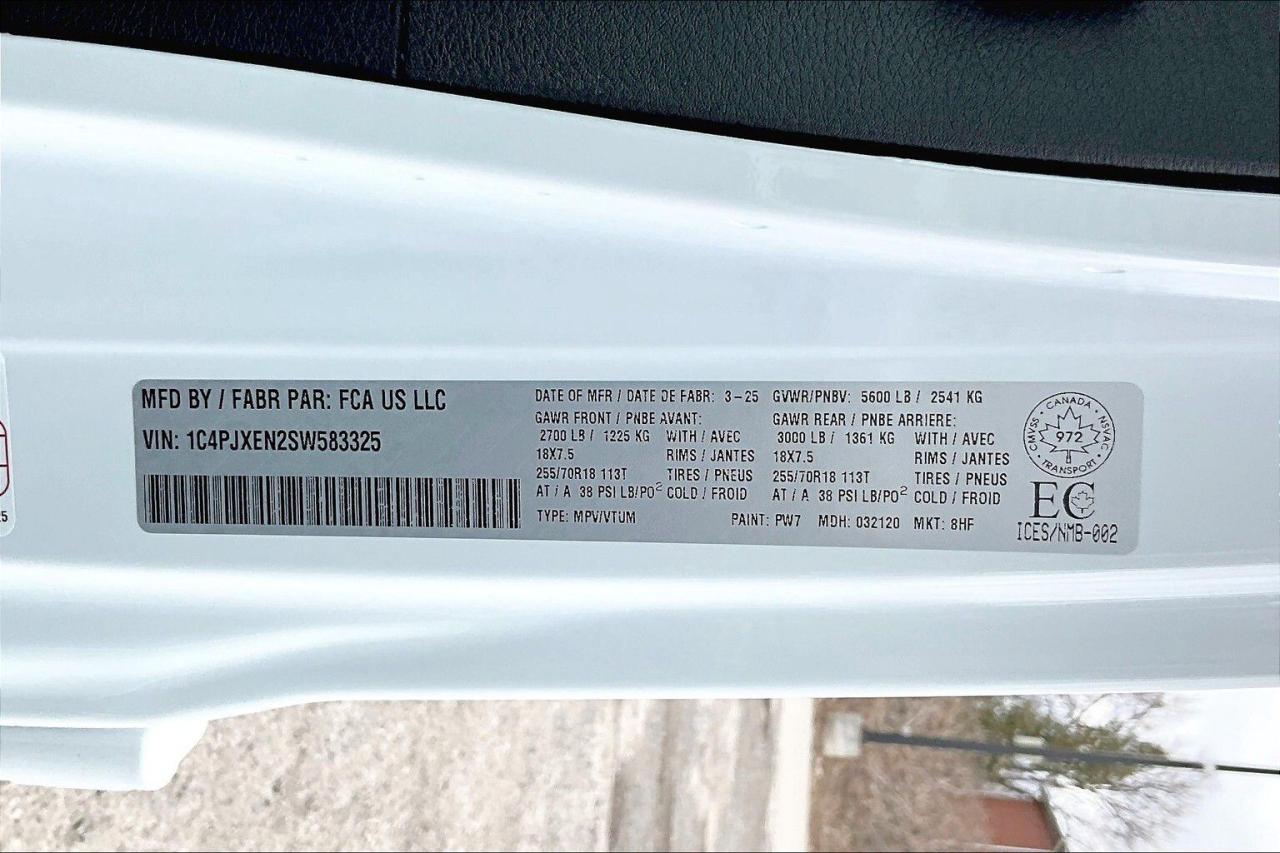 MFD BY / FABR PAR: FCA US LLC
VIN: 1C4PJXEN2SW583325
DATE OF MFR / DATE DE FABR: 3-25 GVWR/PNBV: 5600 LB / 2541 KG
GAWR FRONT / PNBE AVANT: GAWR REAR / PNBE ARRIERE:
2700 LB / 1225 KG WITH / AVEC 3000 LB / 1361 KG WITH / AVEC
18X7.5 RIMS / JANTES 18X7.5 RIMS / JANTES
255/70R18 113T TIRES / PNEUS 255/70R18 113T TIRES / PNEUS
AT / A 38 PSI LB/PO² COLD / FROID AT / A 38 PSI LB/PO² COLD / FROID
TYPE: MPV/VTUM PAINT: PW7 MDH: 032120 MKT: 8HF
CANADA
CMVSS 972 NSVAC
TRANSPORT
EC
ICES/NMB-002